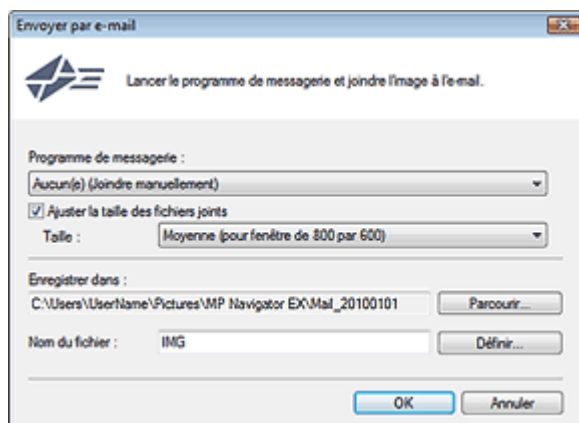 Envoyer par e-mail
Lancer le programme de messagerie et joindre l'image à l'e-mail.
Programme de messagerie :
Aucun(e) (Joindre manuellement)
Ajuster la taille des fichiers joints
Taille : Moyenne (pour fenêtre de 800 par 600)
Enregistrer dans :
C:\Users\UserName\Pictures\MP Navigator EX\Mail_20100101 Parcourir...
Nom du fichier : IMG Définir...
OK Annuler